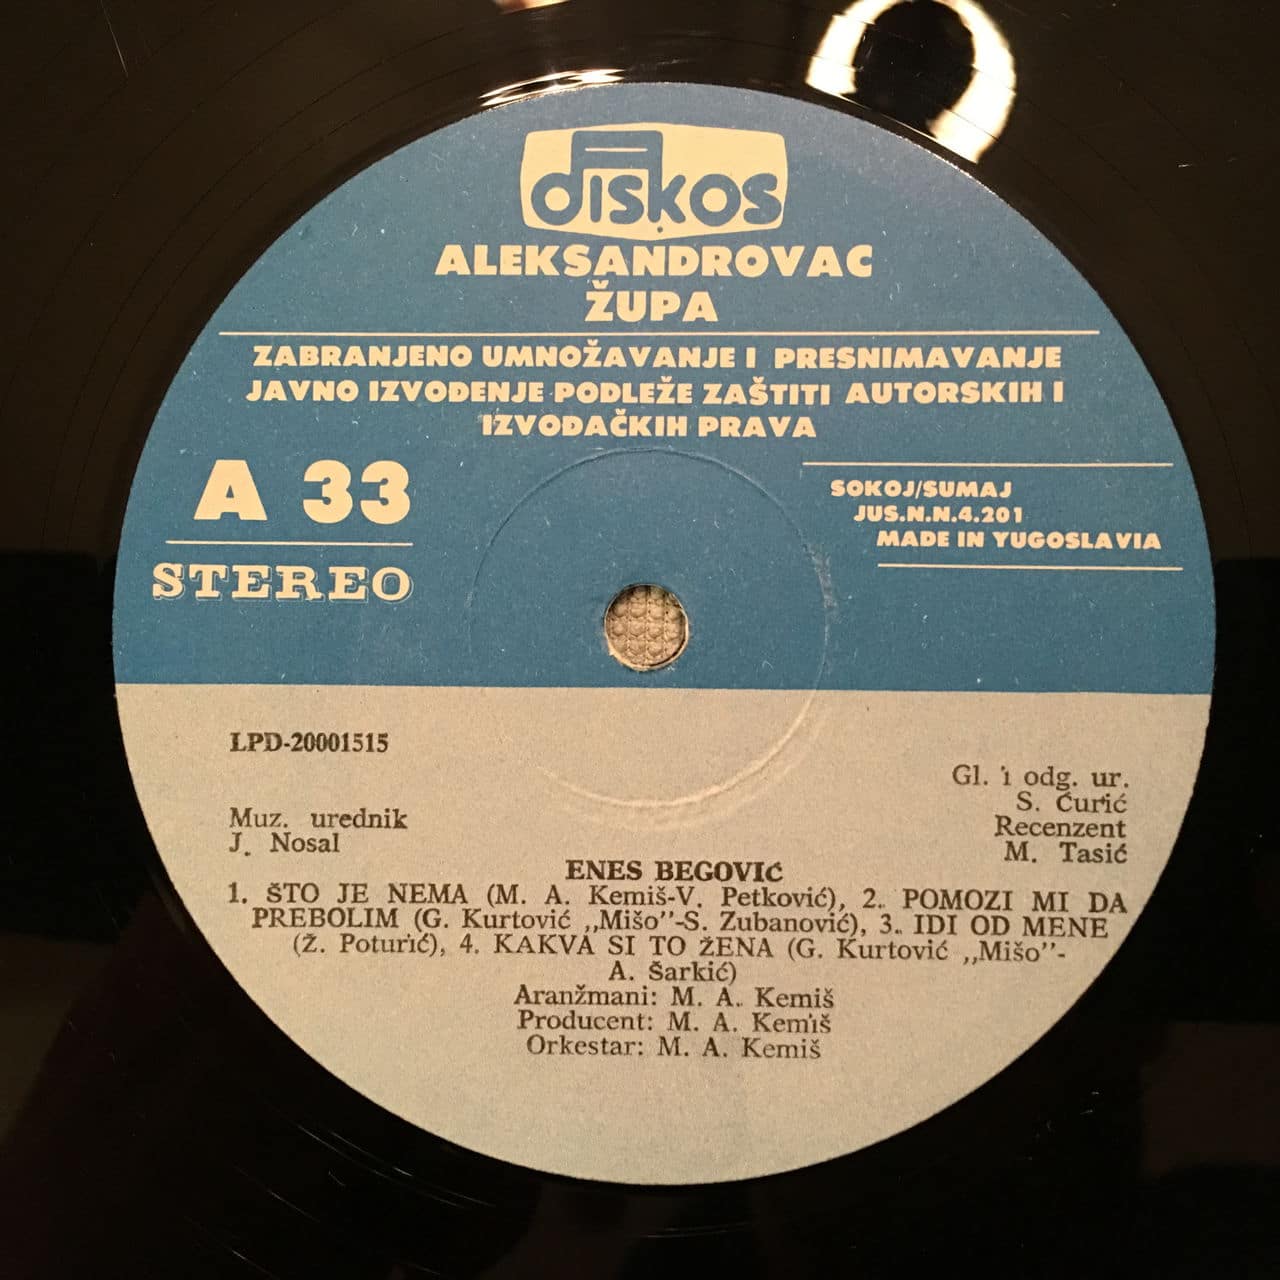 diskos
ALEKSANDROVAC
ŽUPA
ZABRANJENO UMNOŽAVANJE I PRESNIMAVANJE
JAVNO IZVOĐENJE PODLEŽE ZAŠTITI AUTORSKIH I
IZVOĐAČKIH PRAVA
A 33
STEREO
SOKOJ/SUMAJ
JUS.N.N.4.201
MADE IN YUGOSLAVIA
LPD-20001515
Gl. i odg. ur.
S. Ćurić
Recenzent
M. Tasić
Muz. urednik
J. Nosal
ENES BEGOVIĆ
1. ŠTO JE NEMA (M. A. Kemiš-V. Petković), 2. POMOZI MI DA
PREBOLIM (G. Kurtović „Mišo”-S. Zubanović), 3. IDI OD MENE
(Ž. Poturić), 4. KAKVA SI TO ŽENA (G. Kurtović „Mišo”-
A. Šarkić)
Aranžmani: M. A. Kemiš
Producent: M. A. Kemiš
Orkestar: M. A. Kemiš